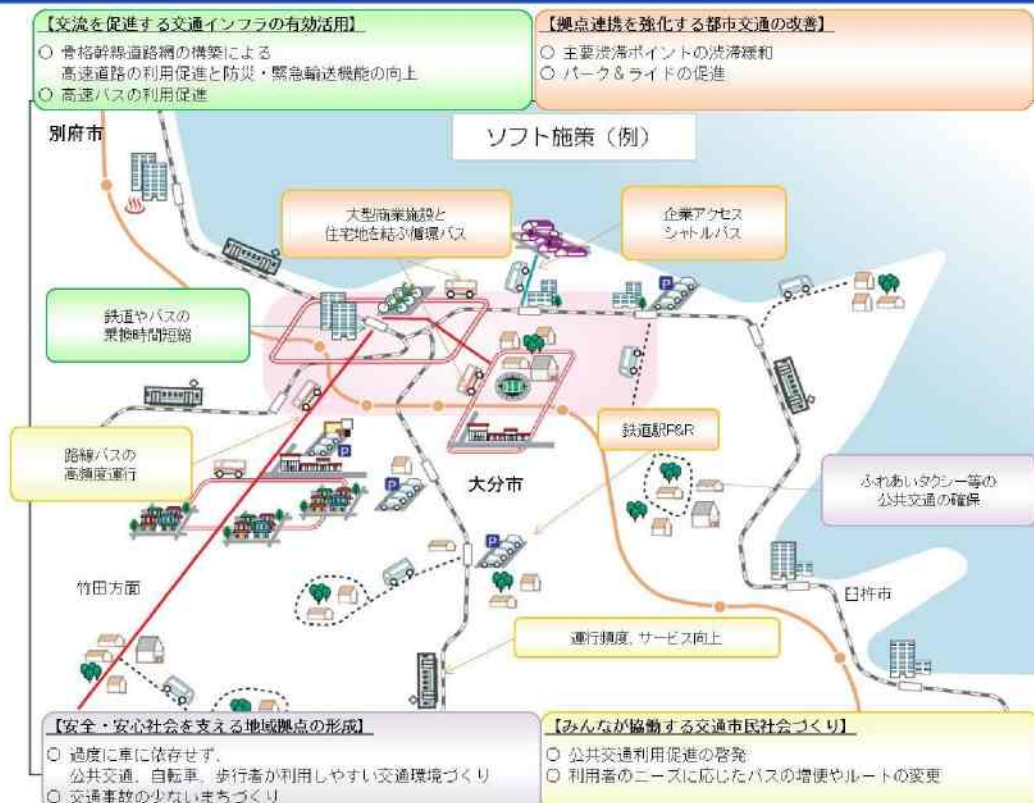 【交流を促進する交通インフラの有効活用】
○ 骨格幹線道路網の構築による
高速道路の利用促進と防災・緊急輸送機能の向上
○ 高速バスの利用促進
【拠点連携を強化する都市交通の改善】
○ 主要渋滞ポイントの渋滞緩和
○ パーク＆ライドの促進
別府市
ソフト施策（例）
大型商業施設と
住宅地を結ぶ循環バス
企業アクセス
シャトルバス
P
鉄道やバスの
乗換時間短縮
鉄道駅P&R
路線バスの
高頻度運行
P
P
大分市
ふれあいタクシー等の
公共交通の確保
P
竹田方面
臼杵市
運行頻度、サービス向上
【安全・安心社会を支える地域拠点の形成】
○ 過度に車に依存せず、
公共交通、自転車、歩行者が利用しやすい交通環境づくり
○ 交通事故の少ないまちづくり
【みんなが協働する交通市民社会づくり】
○ 公共交通利用促進の啓発
○ 利用者のニーズに応じたバスの増便やルートの変更